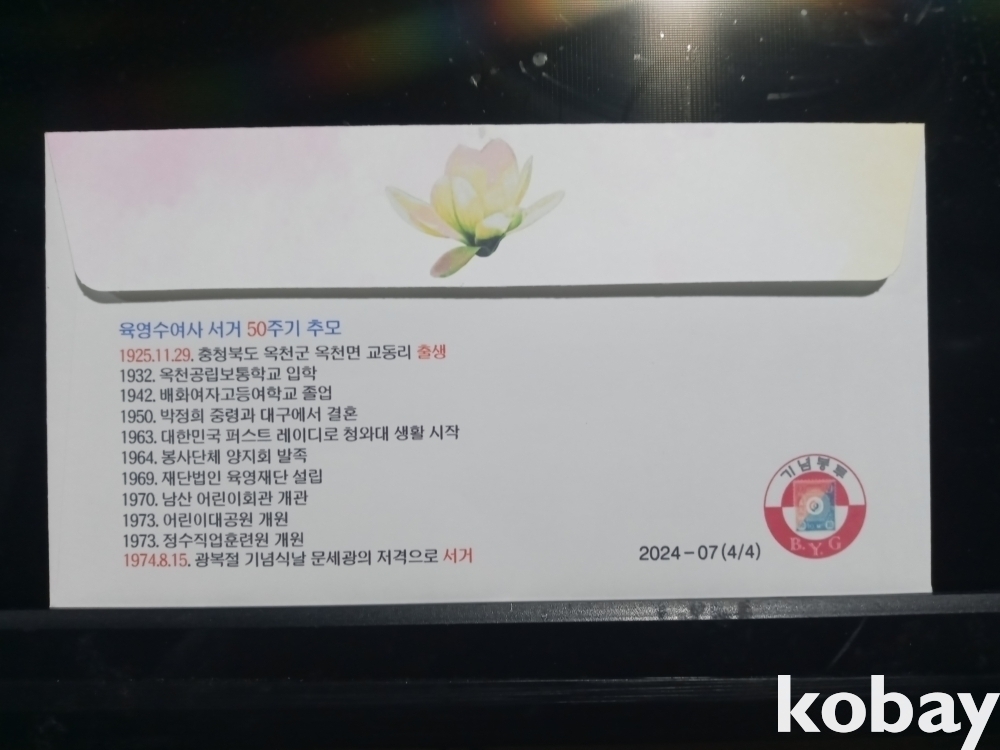 육영수여사 서거 50주기 추모
1925.11.29. 충청북도 옥천군 옥천면 교동리 출생
1932. 옥천공립보통학교 입학
1942. 배화여자고등여학교 졸업
1950. 박정희 중령과 대구에서 결혼
1963. 대한민국 퍼스트 레이디로 청와대 생활 시작
1964. 봉사단체 양지회 발족
1969. 재단법인 육영재단 설립
1970. 남산 어린이회관 개관
1973. 어린이대공원 개원
1973. 정수직업훈련원 개원
1974.8.15. 광복절 기념식날 문세광의 저격으로 서거
기념봉투
B.Y.G
2024-07(4/4)
kobay